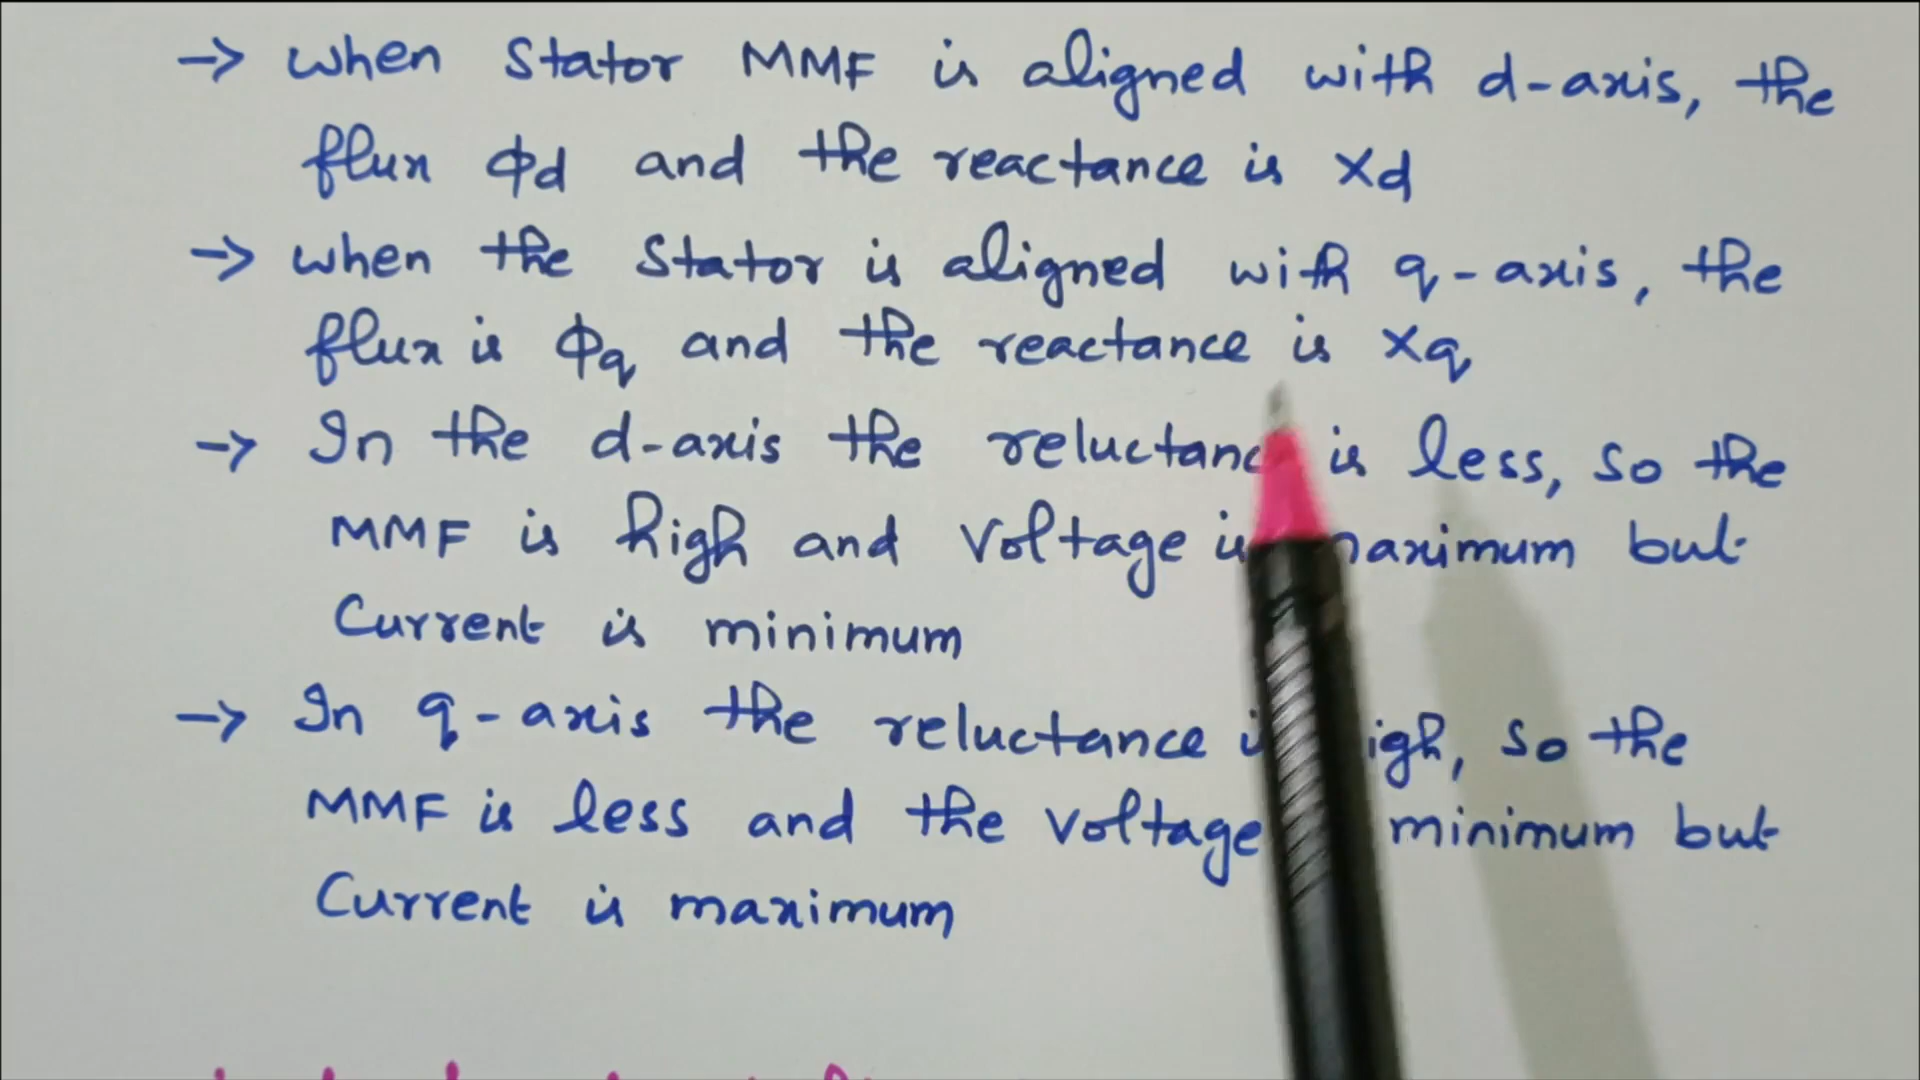 → when Stator MMF is aligned with d-axis, the
flux ϕd and the reactance is Xd
→ when the Stator is aligned with q-axis, the
flux is ϕq and the reactance is Xq
→ In the d-axis the reluctanc is less, so the
MMF is high and Voltage is maximum but
Current is minimum
→ In q-axis the reluctance igh, so the
MMF is less and the Voltage minimum but
Current is maximum